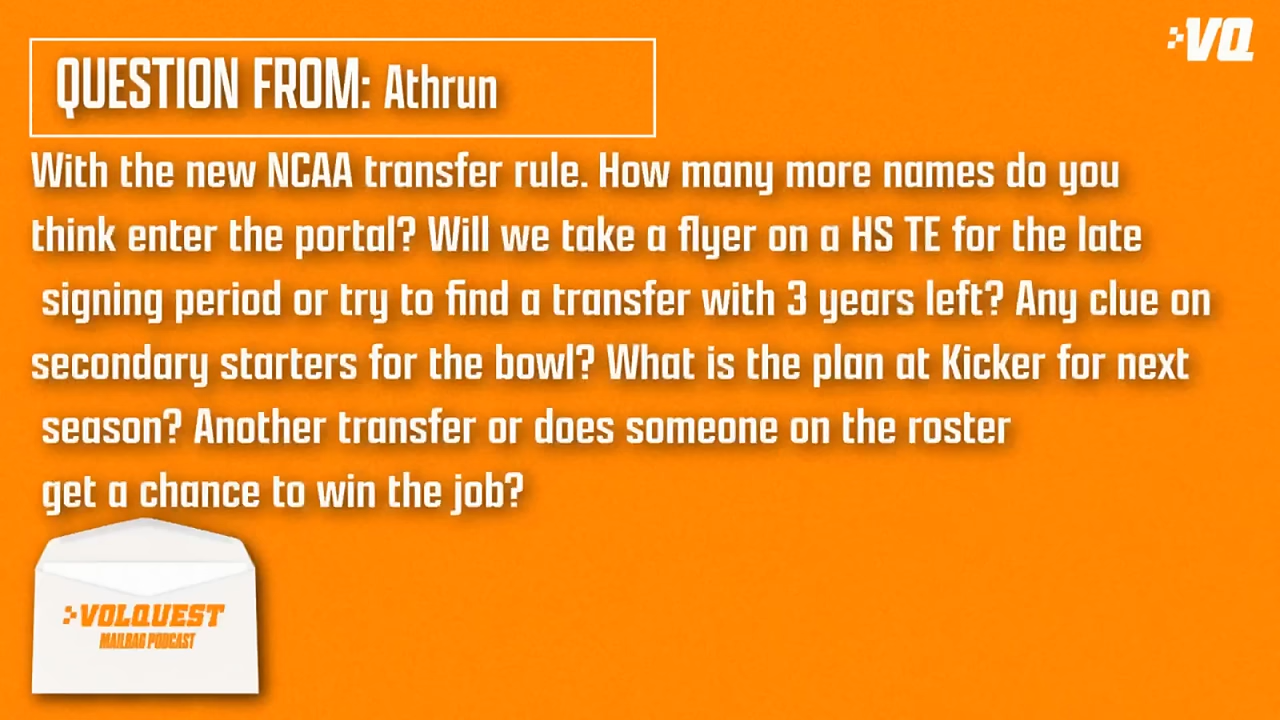 VQ
QUESTION FROM: Athrun
With the new NCAA transfer rule. How many more names do you
think enter the portal? Will we take a flyer on a HS TE for the late
signing period or try to find a transfer with 3 years left? Any clue on
secondary starters for the bowl? What is the plan at Kicker for next
season? Another transfer or does someone on the roster
get a chance to win the job?
VOLQUEST
MAILBAG PODCAST